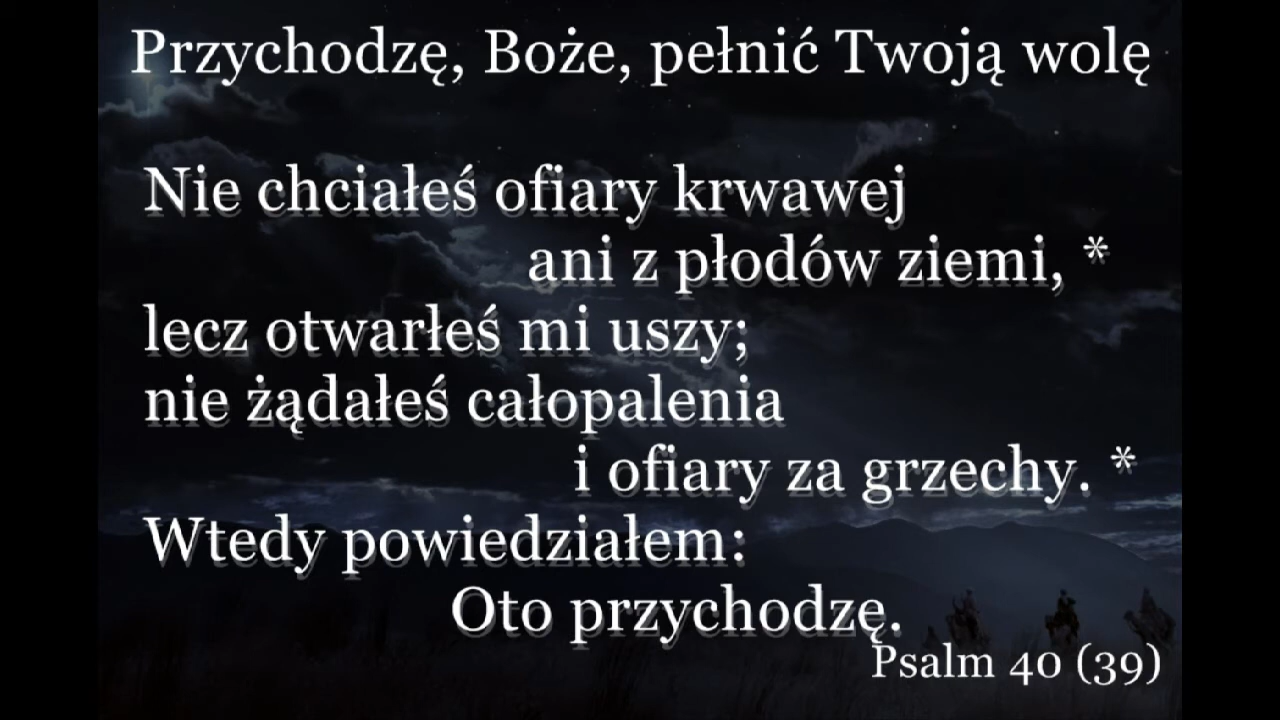 Przychodzę, Boże, pełnić Twoją wolę
Nie chciałeś ofiary krwawej
ani z płodów ziemi, *
lecz otwarłeś mi uszy;
nie żądałeś całopalenia
i ofiary za grzechy. *
Wtedy powiedziałem:
Oto przychodzę.
Psalm 40 (39)